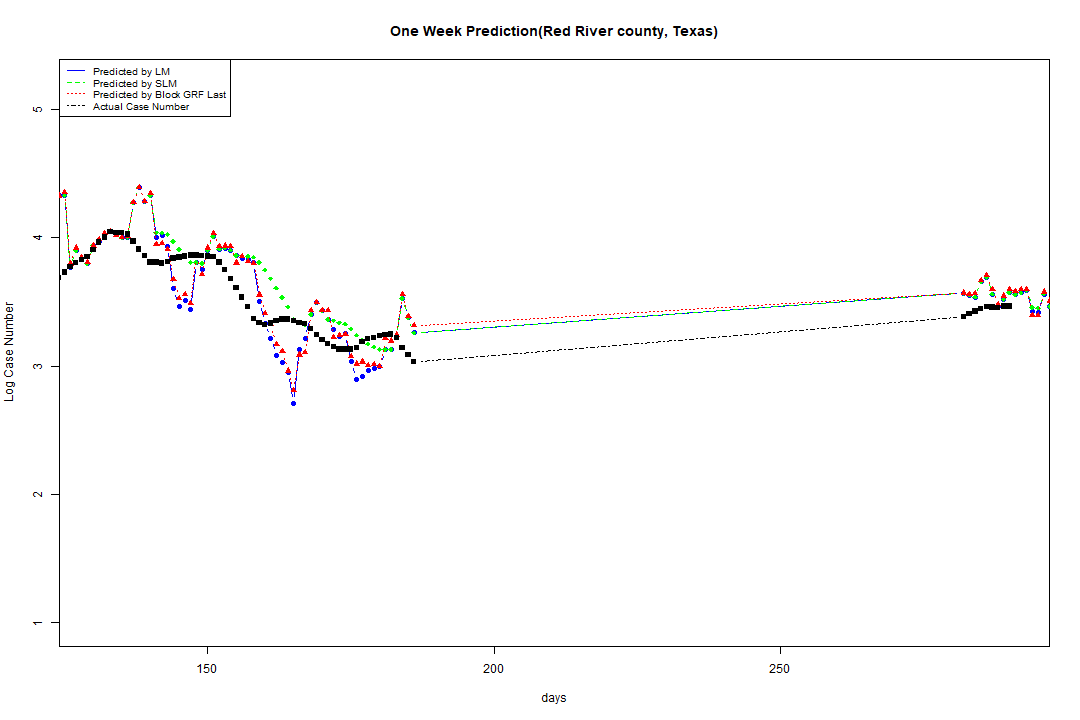 One Week Prediction(Red River county, Texas)
Predicted by LM
Predicted by SLM
Predicted by Block GRF Last
Actual Case Number
5
4
3
2
1
Log Case Number
150
200
250
days